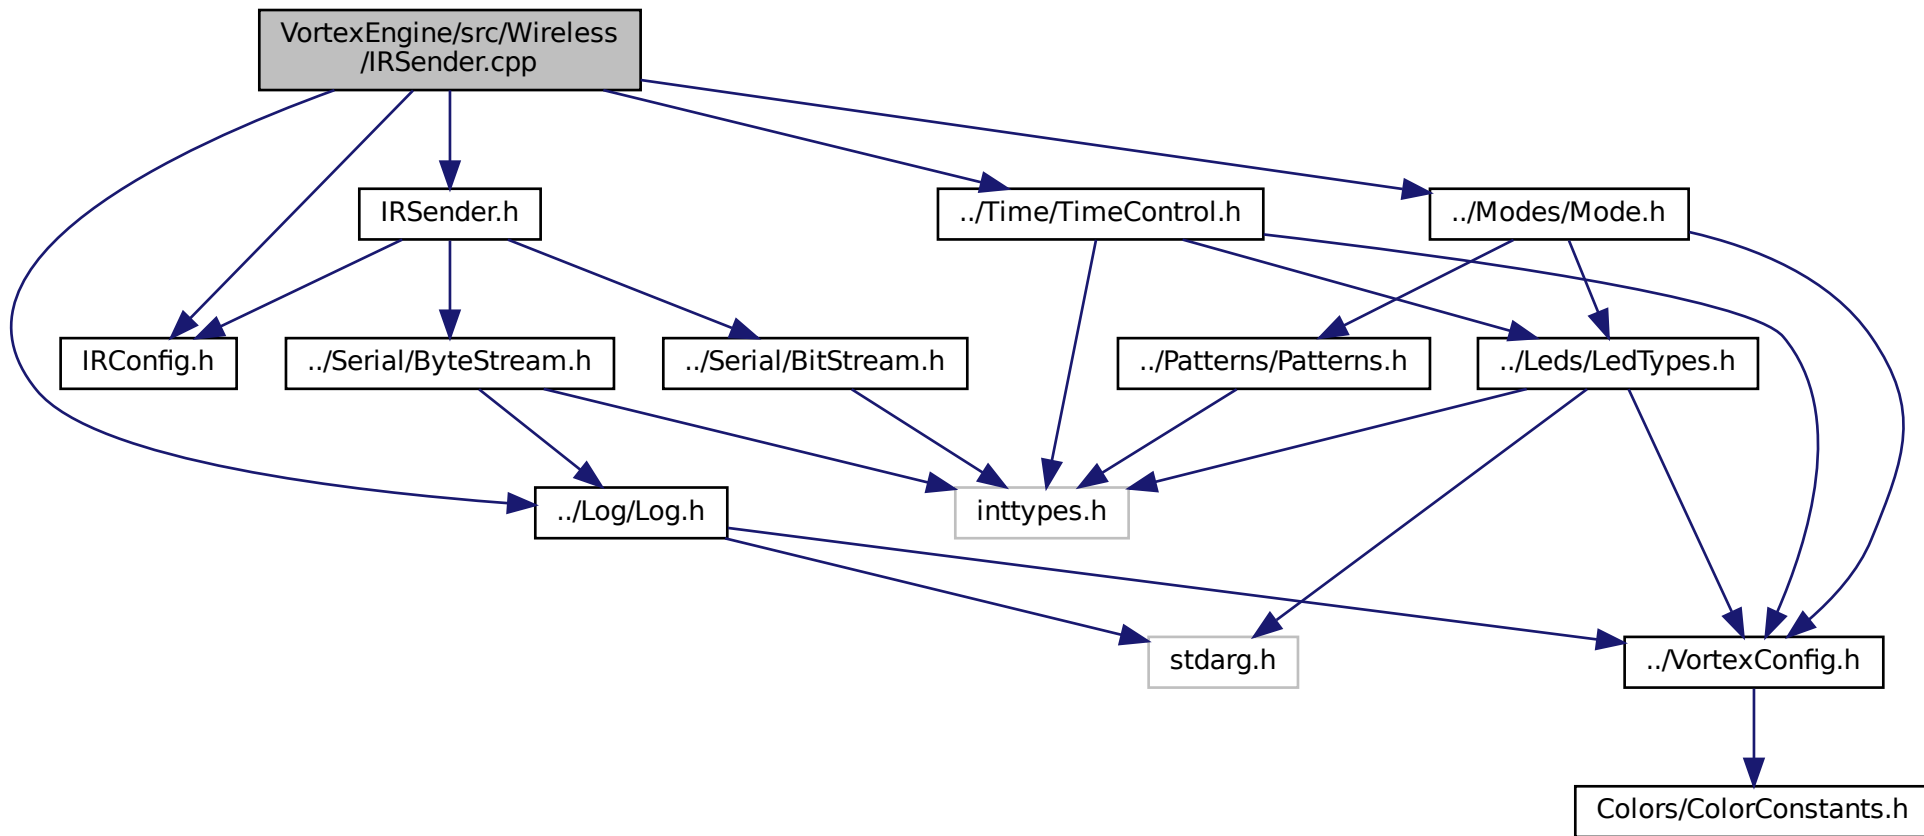 VortexEngine/src/Wireless
/IRSender.cpp
IRSender.h
../Time/TimeControl.h
../Modes/Mode.h
IRConfig.h
../Serial/ByteStream.h
../Serial/BitStream.h
../Patterns/Patterns.h
../Leds/LedTypes.h
../Log/Log.h
inttypes.h
stdarg.h
../VortexConfig.h
Colors/ColorConstants.h